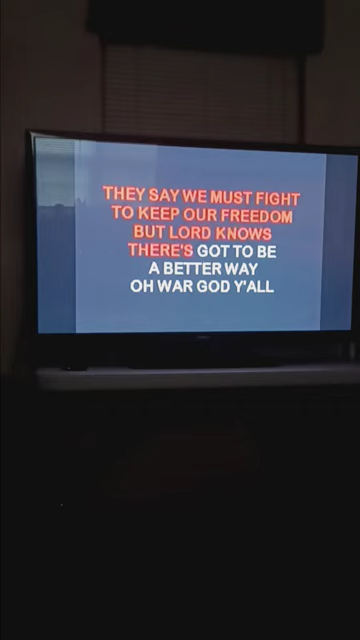 THEY SAY WE MUST FIGHT
TO KEEP OUR FREEDOM
BUT LORD KNOWS
THERE'S GOT TO BE
A BETTER WAY
OH WAR GOD Y'ALL